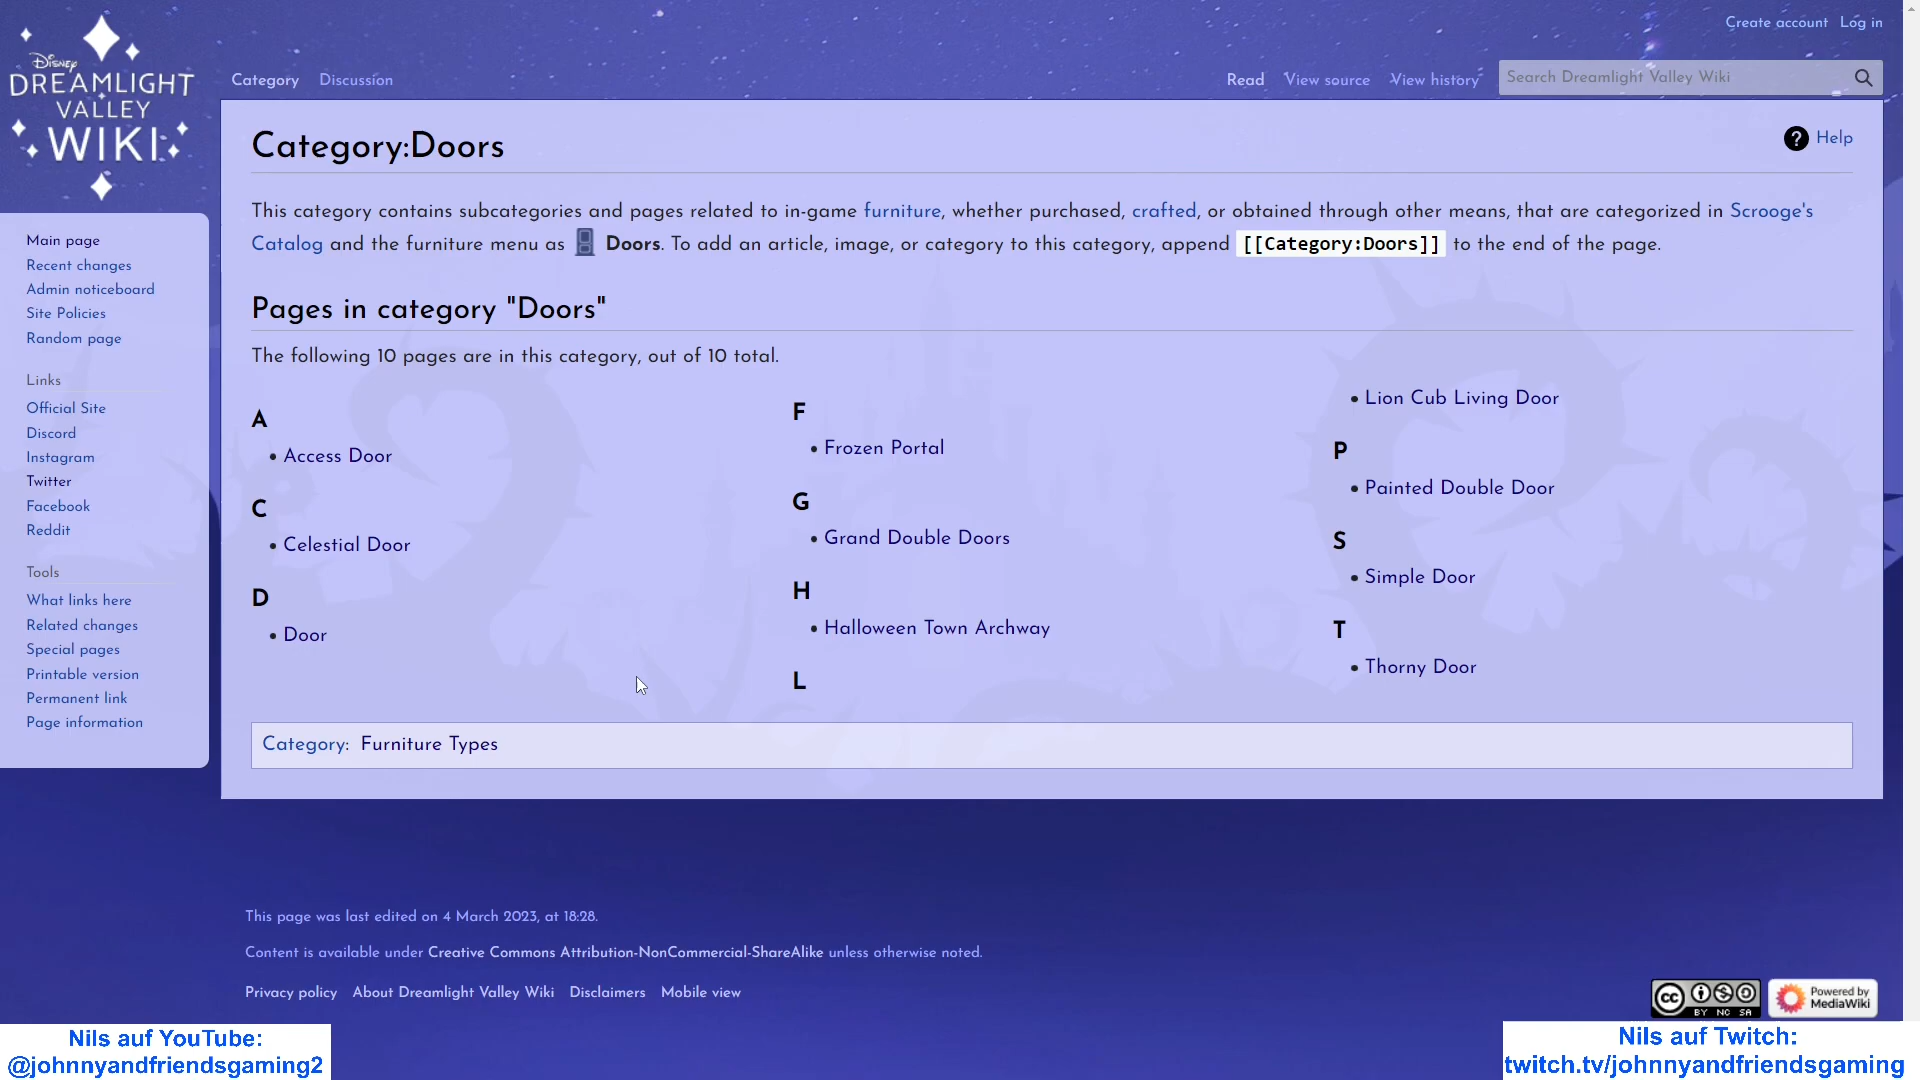 Disney
DREAMLIGHT
VALLEY
WIKI
Create account Log in
Category Discussion
Read View source View history
Search Dreamlight Valley Wiki
Main page
Recent changes
Admin noticeboard
Site Policies
Random page
Links
Official Site
Discord
Instagram
Twitter
Facebook
Reddit
Tools
What links here
Related changes
Special pages
Printable version
Permanent link
Page information
Category:Doors
? Help
This category contains subcategories and pages related to in-game furniture, whether purchased, crafted, or obtained through other means, that are categorized in Scrooge's
Catalog and the furniture menu as Doors. To add an article, image, or category to this category, append [[Category:Doors]] to the end of the page.
Pages in category "Doors"
The following 10 pages are in this category, out of 10 total.
A
• Access Door
C
• Celestial Door
D
• Door
F
• Frozen Portal
G
• Grand Double Doors
H
• Halloween Town Archway
L
• Lion Cub Living Door
P
• Painted Double Door
S
• Simple Door
T
• Thorny Door
Category: Furniture Types
This page was last edited on 4 March 2023, at 18:28.
Content is available under Creative Commons Attribution-NonCommercial-ShareAlike unless otherwise noted.
Privacy policy About Dreamlight Valley Wiki Disclaimers Mobile view
cc BY NC SA
Powered by
MediaWiki
Nils auf YouTube:
@johnnyandfriendsgaming2
Nils auf Twitch:
twitch.tv/johnnyandfriendsgaming